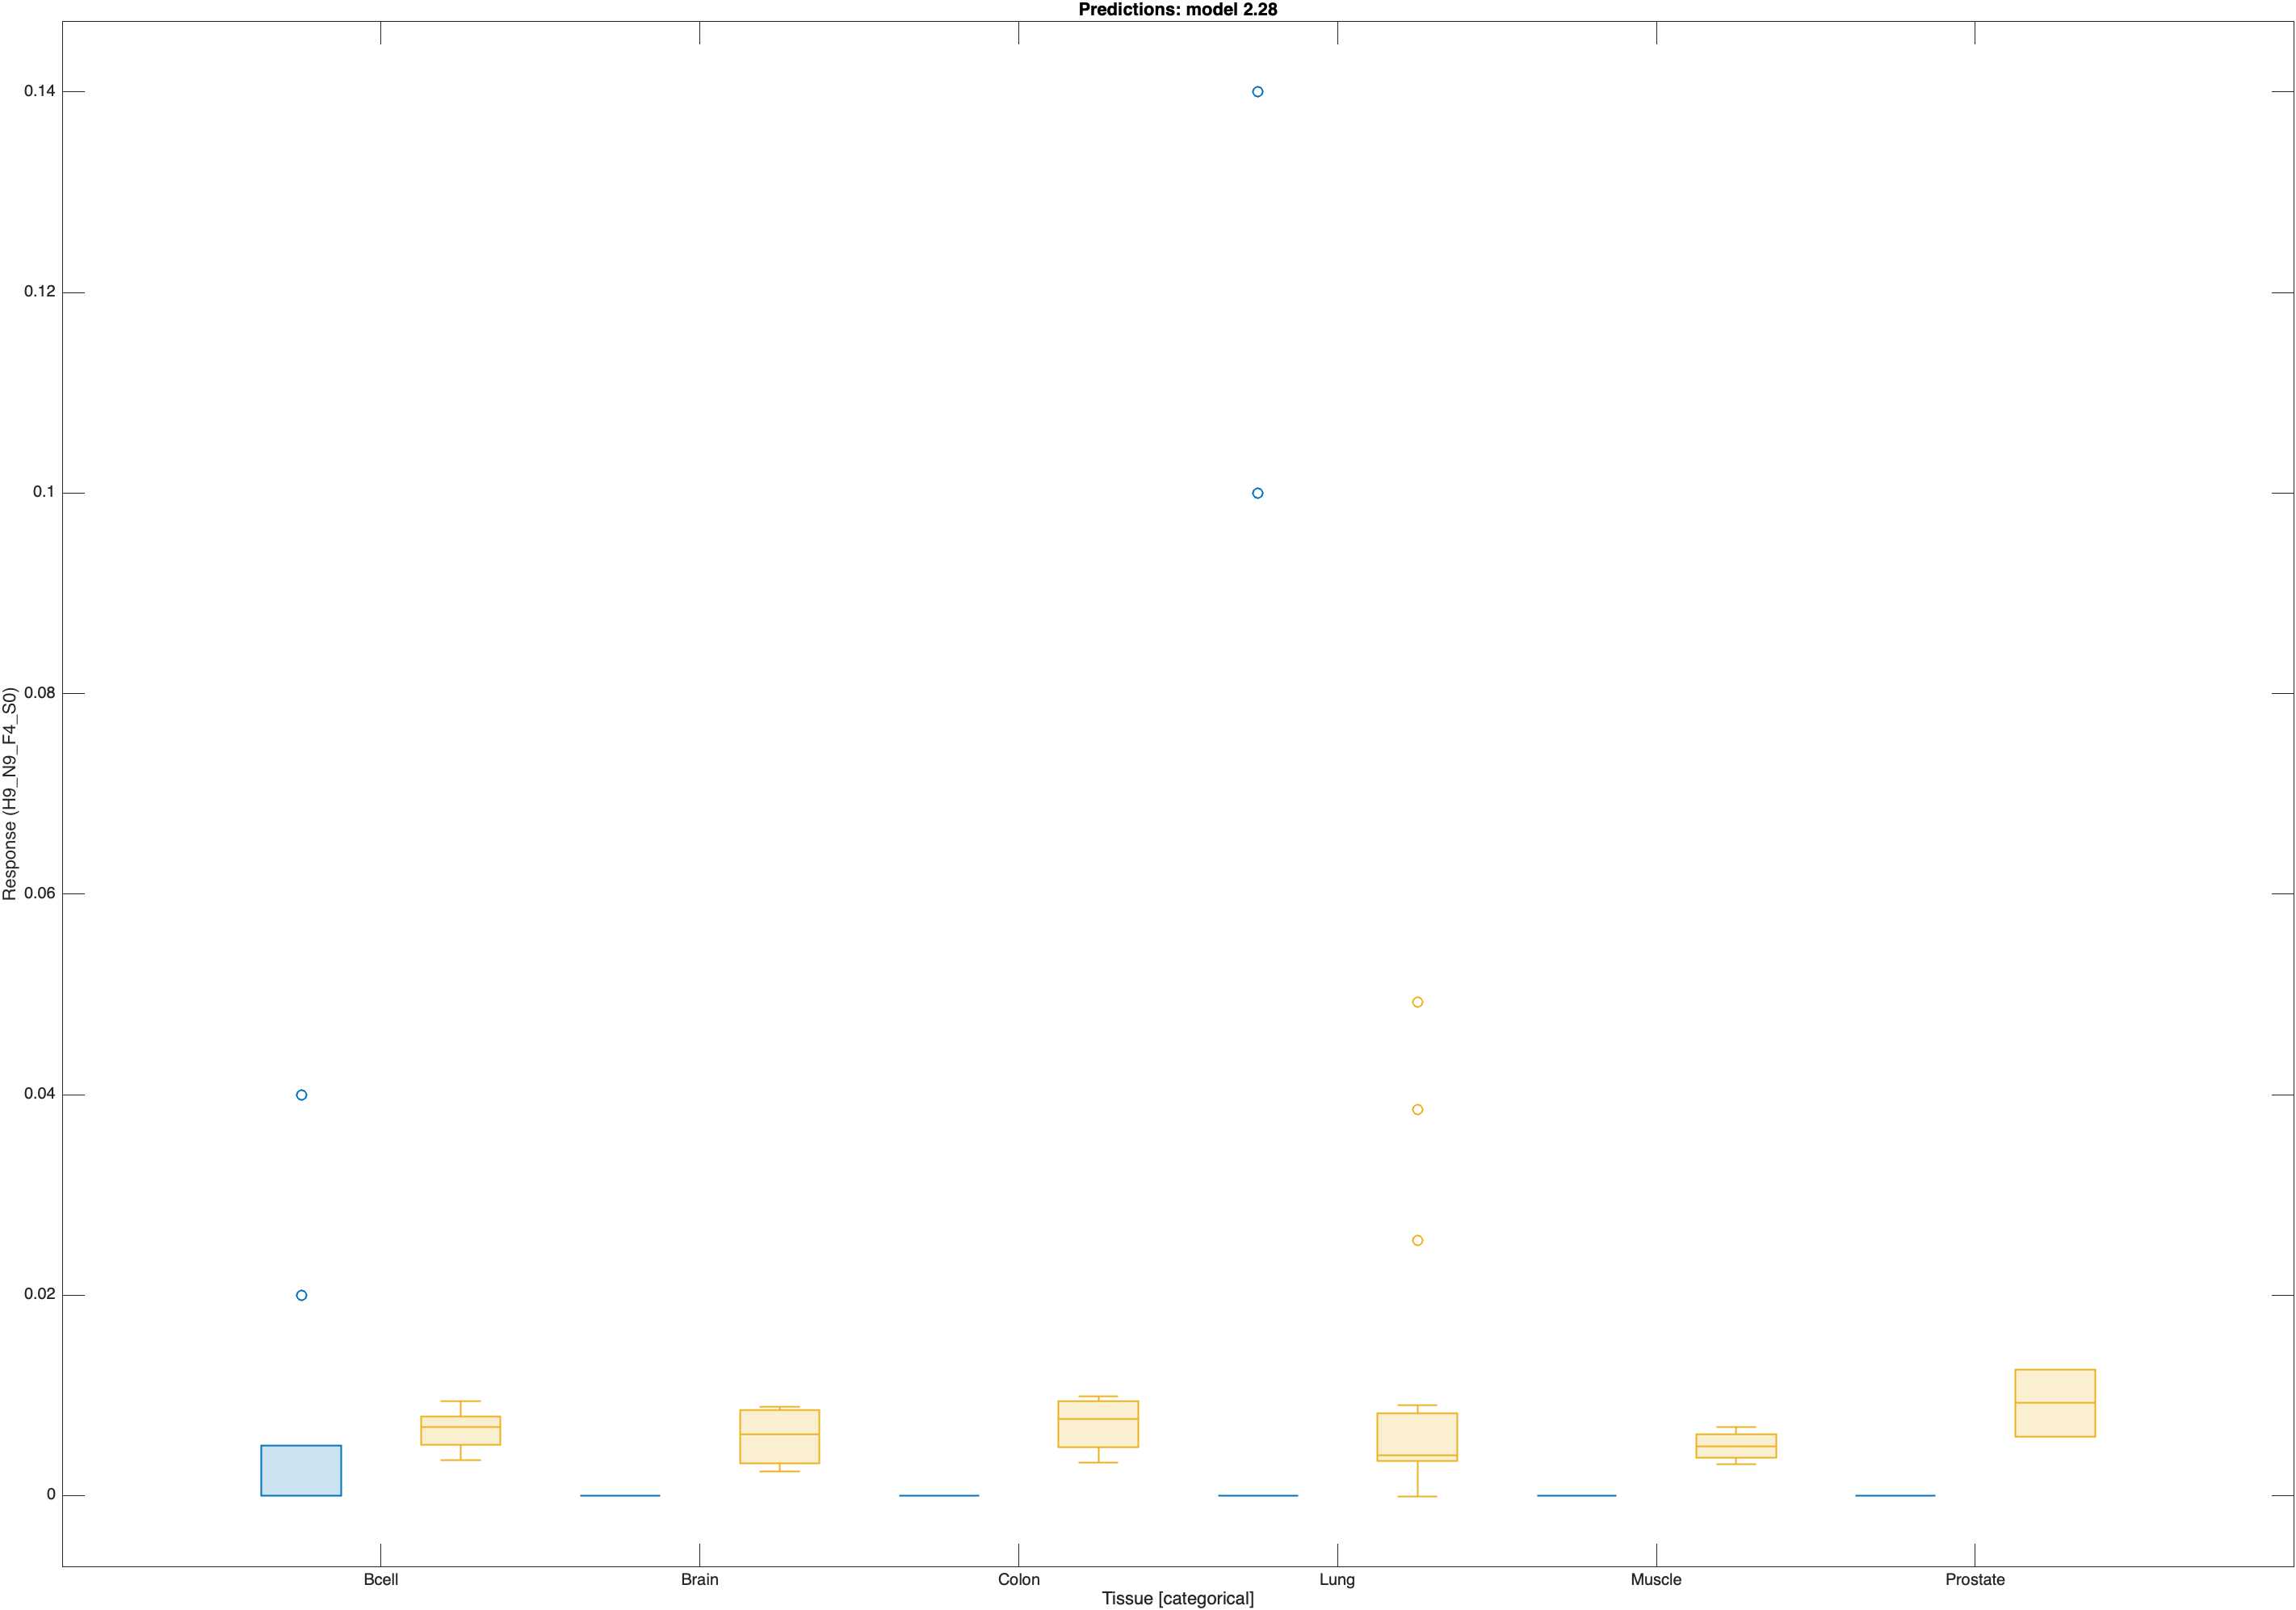 Predictions: model 2.28
0.14
0.12
0.1
0.08
0.06
0.04
0.02
0
Response (H9_N9_F4_S0)
Bcell Brain Colon Lung Muscle Prostate
Tissue [categorical]